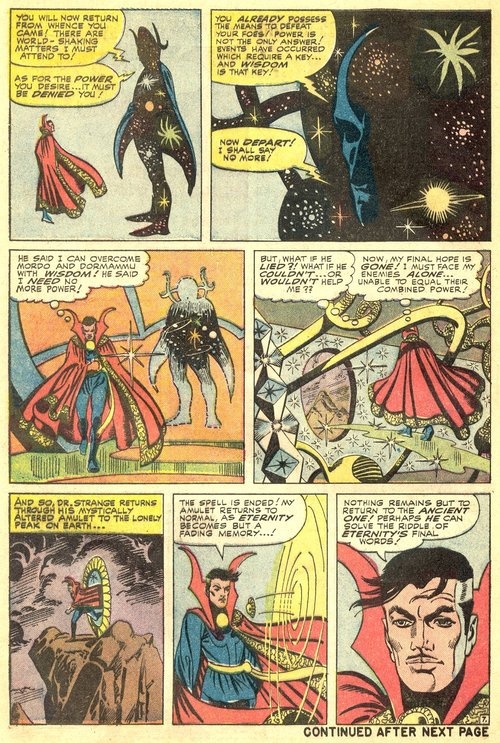 YOU WILL NOW RETURN
FROM WHENCE YOU
CAME! THERE ARE
WORLD-SHAKING
MATTERS I MUST
ATTEND TO!
AS FOR THE POWER
YOU DESIRE...IT MUST
BE DENIED YOU!
YOU ALREADY POSSESS
THE MEANS TO DEFEAT
YOUR FOES! POWER IS
NOT THE ONLY ANSWER!
EVENTS HAVE OCCURRED
WHICH REQUIRE A KEY...
AND WISDOM
IS THAT KEY!
NOW DEPART!
I SHALL SAY
NO MORE!
HE SAID I CAN OVERCOME
MORDO AND DORMAMMU
WITH WISDOM! HE SAID
I NEED NO
MORE POWER!
BUT, WHAT IF HE
LIED?! WHAT IF HE
COULDN'T...OR
WOULDN'T HELP
ME??
NOW, MY FINAL HOPE IS
GONE! I MUST FACE MY
ENEMIES ALONE...
UNABLE TO EQUAL THEIR
COMBINED POWER!
AND SO, DR. STRANGE RETURNS
THROUGH HIS MYSTICALLY
ALTERED AMULET TO THE LONELY
PEAK ON EARTH...
THE SPELL IS ENDED! MY
AMULET RETURNS TO
NORMAL, AS ETERNITY
BECOMES BUT A
FADING MEMORY...!
NOTHING REMAINS BUT TO
RETURN TO THE ANCIENT
ONE! PERHAPS HE CAN
SOLVE THE RIDDLE OF
ETERNITY'S FINAL
WORDS!
7
CONTINUED AFTER NEXT PAGE